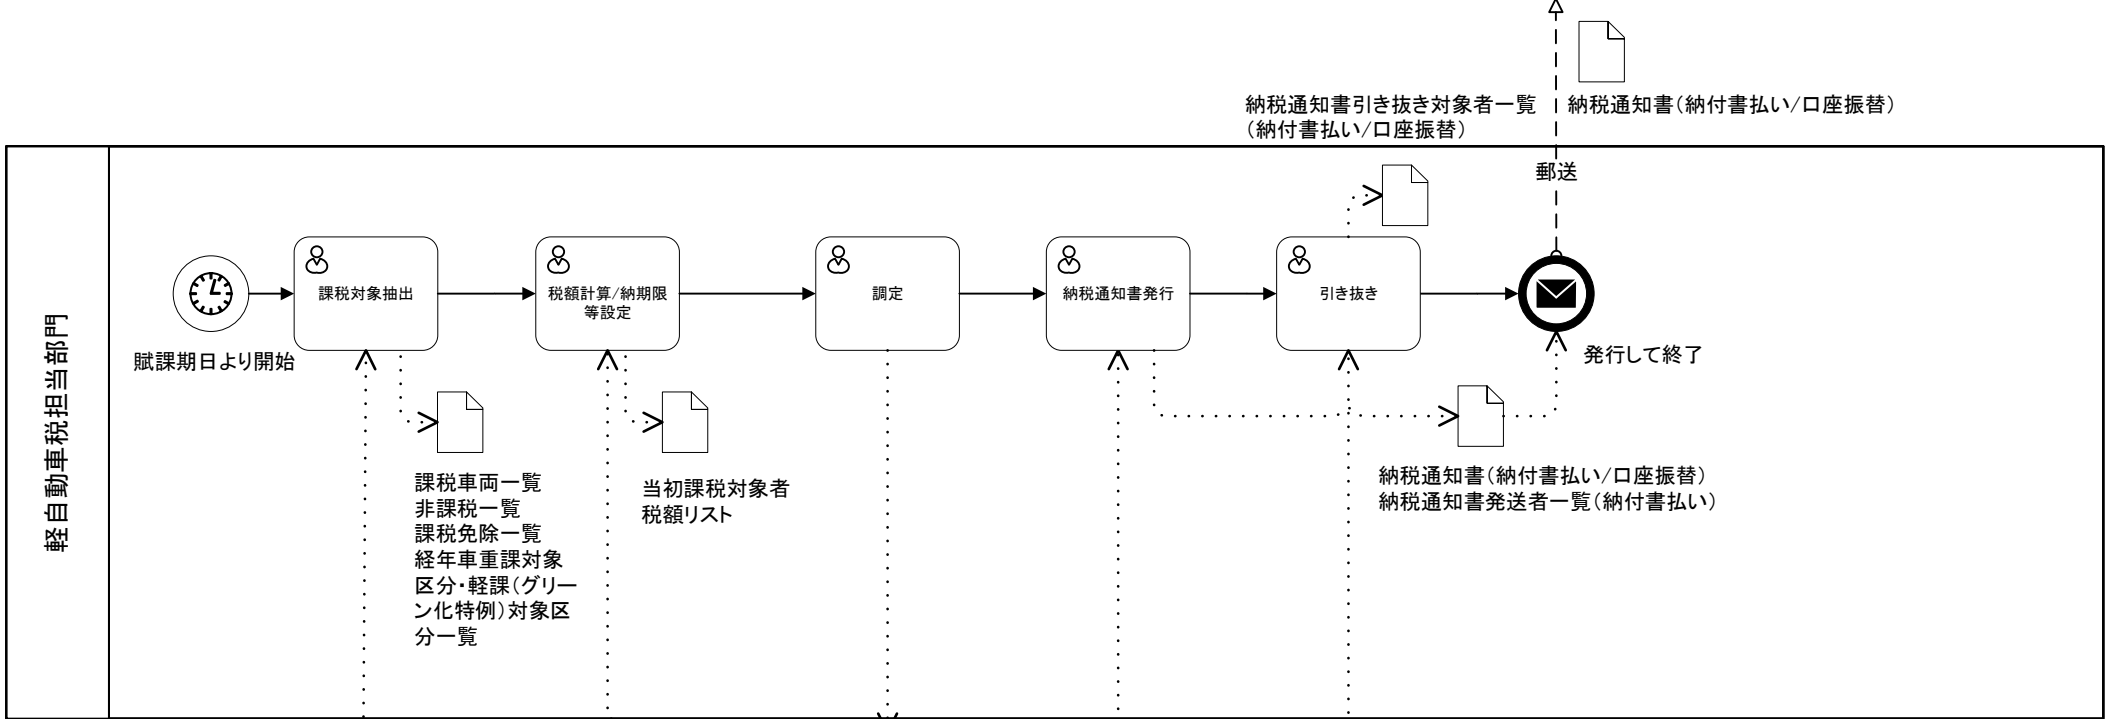 納税通知書引き抜き対象者一覧
（納付書払い/口座振替）
納税通知書（納付書払い/口座振替）
郵送
軽自動車税担当部門
賦課期日より開始
課税対象抽出
税額計算/納期限
等設定
調定
納税通知書発行
引き抜き
発行して終了
課税車両一覧
非課税一覧
課税免除一覧
経年車重課対象
区分・軽課（グリー
ン化特例）対象区
分一覧
当初課税対象者
税額リスト
納税通知書（納付書払い/口座振替）
納税通知書発送者一覧（納付書払い）